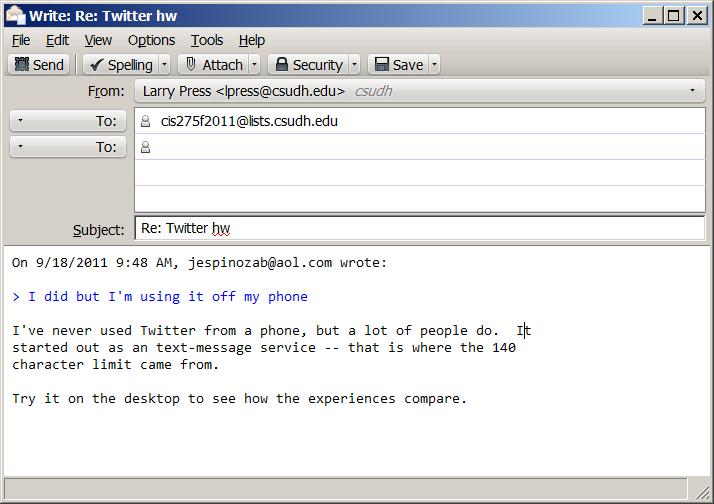 Write: Re: Twitter hw
File Edit View Options Tools Help
Send Spelling Attach Security Save
From: Larry Press <lpress@csudh.edu> csudh
To: cis275f2011@lists.csudh.edu
To:
Subject: Re: Twitter hw
On 9/18/2011 9:48 AM, jespinozab@aol.com wrote:
> I did but I'm using it off my phone
I've never used Twitter from a phone, but a lot of people do. It
started out as an text-message service -- that is where the 140
character limit came from.
Try it on the desktop to see how the experiences compare.